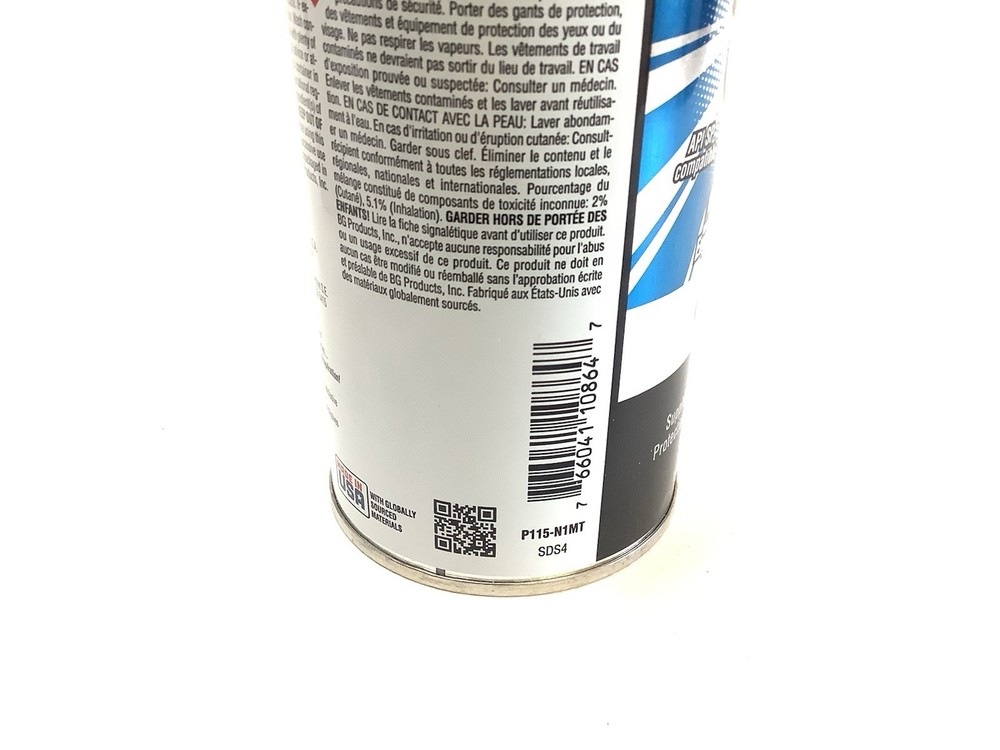 précautions de sécurité. Porter des gants de protection,
des vêtements et équipement de protection des yeux ou du
visage. Ne pas respirer les vapeurs. Les vêtements de travail
contaminés ne devraient pas sortir du lieu de travail. EN CAS
d'exposition prouvée ou suspectée: Consulter un médecin.
Enlever les vêtements contaminés et les laver avant réutilisa-
tion. EN CAS DE CONTACT AVEC LA PEAU: Laver abondam-
ment à l'eau. En cas d'irritation ou d'éruption cutanée: Consult-
er un médecin. Garder sous clef. Éliminer le contenu et le
récipient conformément à toutes les réglementations locales,
régionales, nationales et internationales. Pourcentage du
mélange constitué de composants de toxicité inconnue: 2%
(Cutané), 5.1% (Inhalation). GARDER HORS DE PORTÉE DES
ENFANTS! Lire la fiche signalétique avant d'utiliser ce produit.
BG Products, Inc., n'accepte aucune responsabilité pour l'abus
ou un usage excessif de ce produit. Ce produit ne doit en
aucun cas être modifié ou réemballé sans l'approbation écrite
et préalable de BG Products, Inc. Fabriqué aux États-Unis avec
des matériaux globalement sourcés.
7 66041 10864 7
MADE IN
USA
WITH GLOBALLY
SOURCED
MATERIALS
P115-N1MT
SDS4